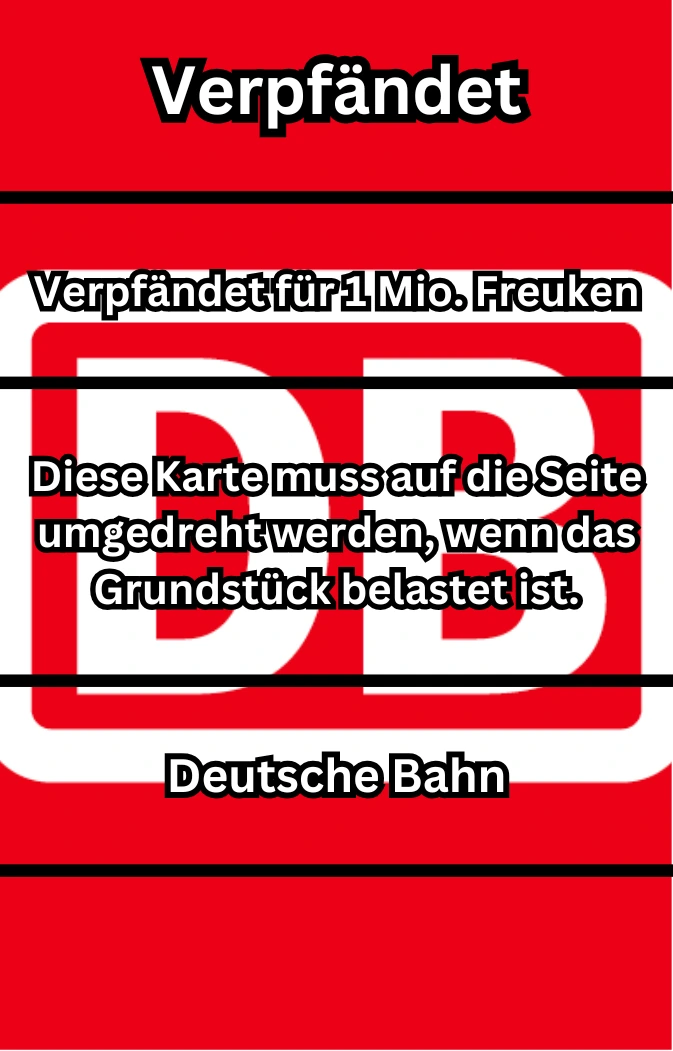 Verpfändet
Verpfändet für 1 Mio. Freuken
DB
Diese Karte muss auf die Seite
umgedreht werden, wenn das
Grundstück belastet ist.
Deutsche Bahn